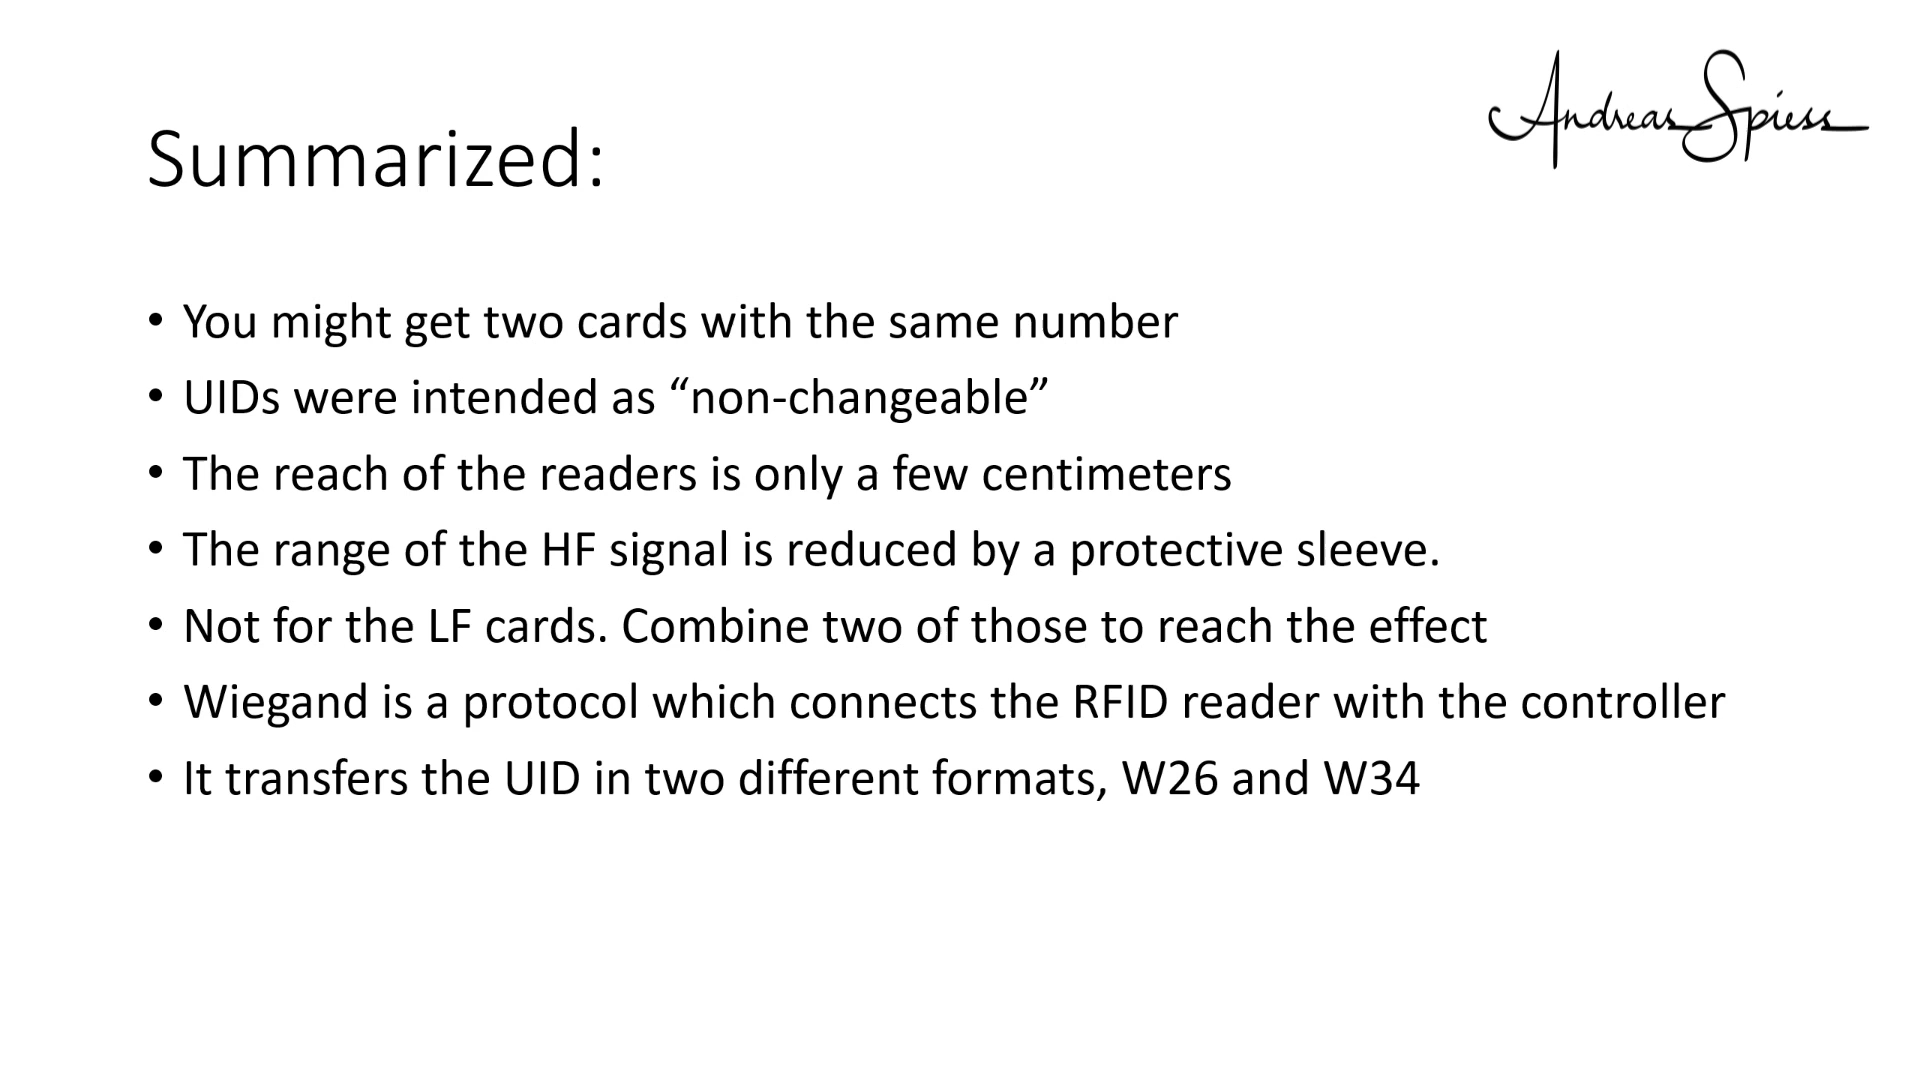 Andreas Spiess
Summarized:
• You might get two cards with the same number
• UIDs were intended as “non-changeable”
• The reach of the readers is only a few centimeters
• The range of the HF signal is reduced by a protective sleeve.
• Not for the LF cards. Combine two of those to reach the effect
• Wiegand is a protocol which connects the RFID reader with the controller
• It transfers the UID in two different formats, W26 and W34